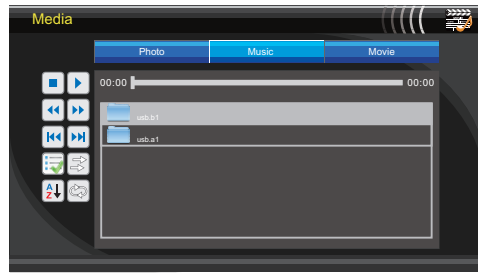 Media
Photo Music Movie
00:00 00:00
usb.b1
usb.a1
A
Z